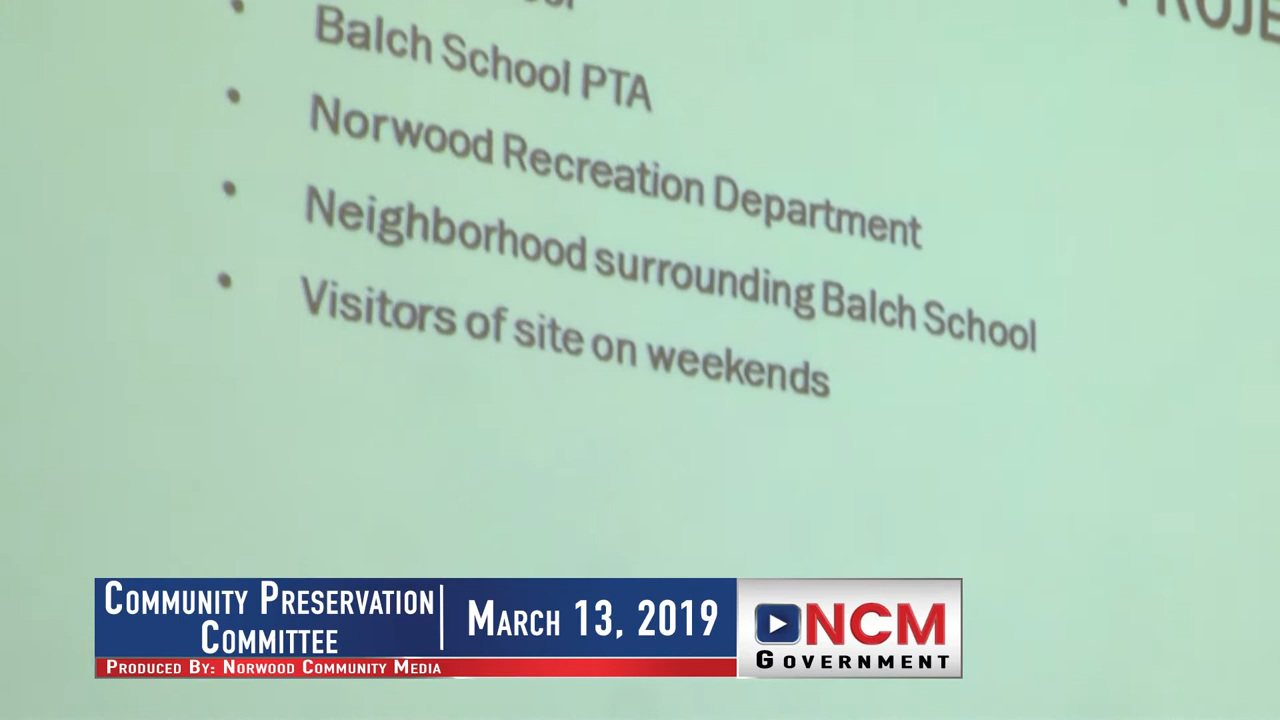 Balch School PTA
Norwood Recreation Department
Neighborhood surrounding Balch School
Visitors of site on weekends
COMMUNITY PRESERVATION
COMMITTEE
MARCH 13, 2019
NCM
GOVERNMENT
PRODUCED BY: NORWOOD COMMUNITY MEDIA